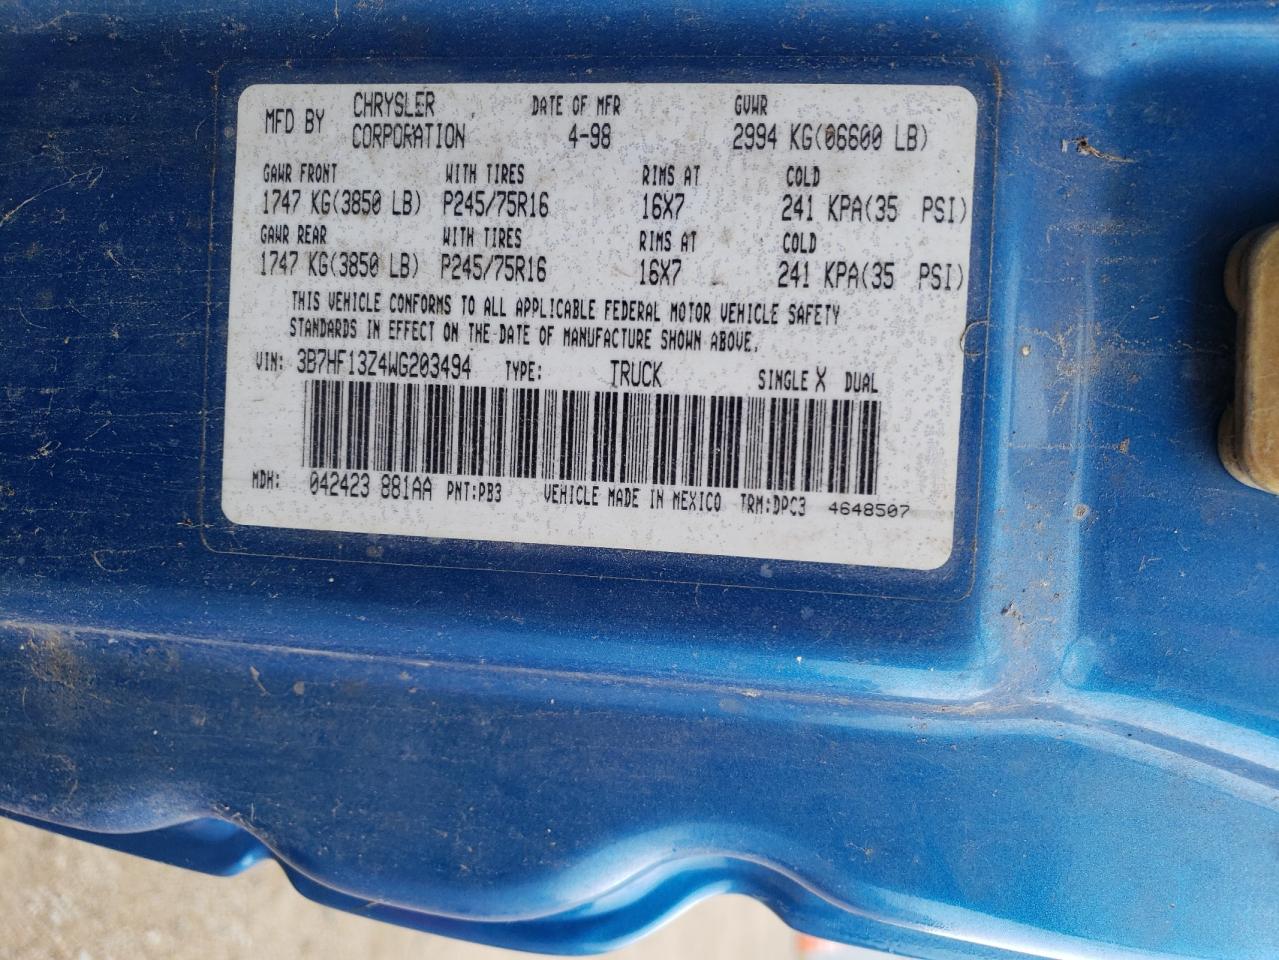 MFD BY CHRYSLER CORPORATION DATE OF MFR 4-98 GVWR 2994 KG(06600 LB)
GAWR FRONT WITH TIRES RIMS AT COLD
1747 KG(3850 LB) P245/75R16 16X7 241 KPA(35 PSI)
GAWR REAR WITH TIRES RIMS AT COLD
1747 KG(3850 LB) P245/75R16 16X7 241 KPA(35 PSI)
THIS VEHICLE CONFORMS TO ALL APPLICABLE FEDERAL MOTOR VEHICLE SAFETY
STANDARDS IN EFFECT ON THE DATE OF MANUFACTURE SHOWN ABOVE.
VIN: 3B7HF13Z4WG203494 TYPE: TRUCK SINGLE X DUAL
MDH: 042423 881AA PNT:PB3 VEHICLE MADE IN MEXICO TRM:DPC3 4648507